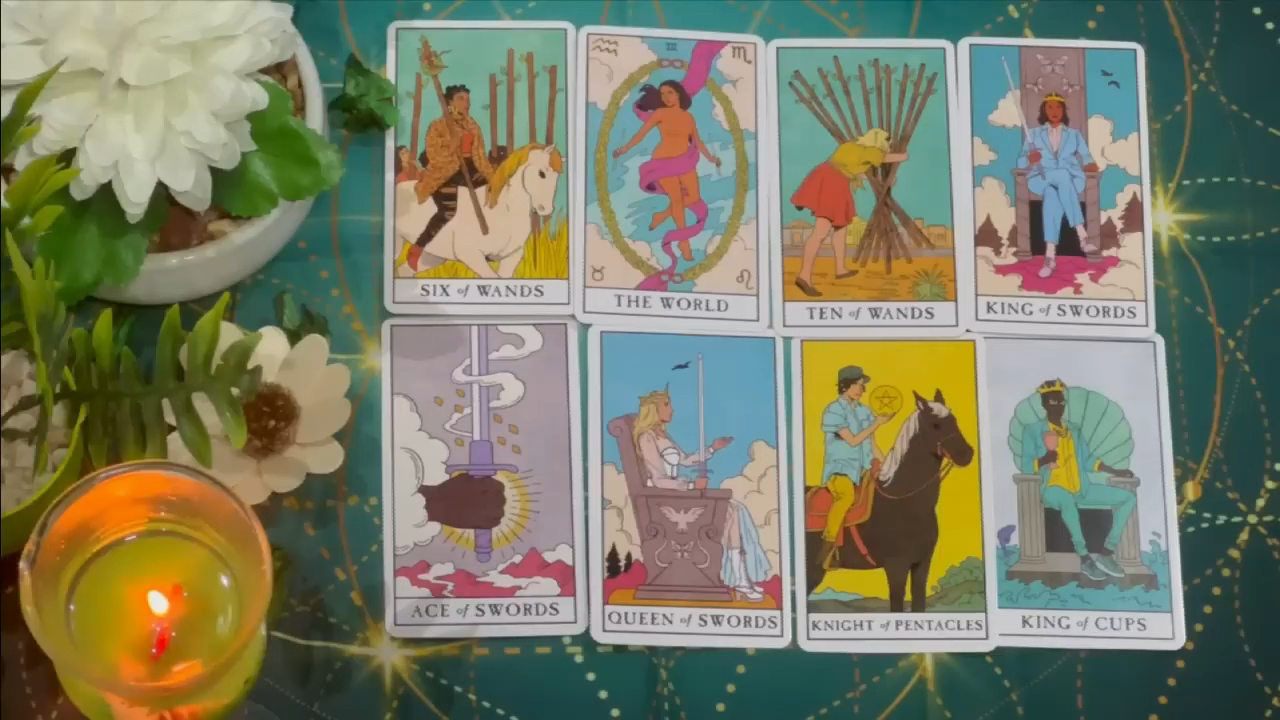 SIX of WANDS
THE WORLD
TEN of WANDS
KING of SWORDS
ACE of SWORDS
QUEEN of SWORDS
KNIGHT of PENTACLES
KING of CUPS